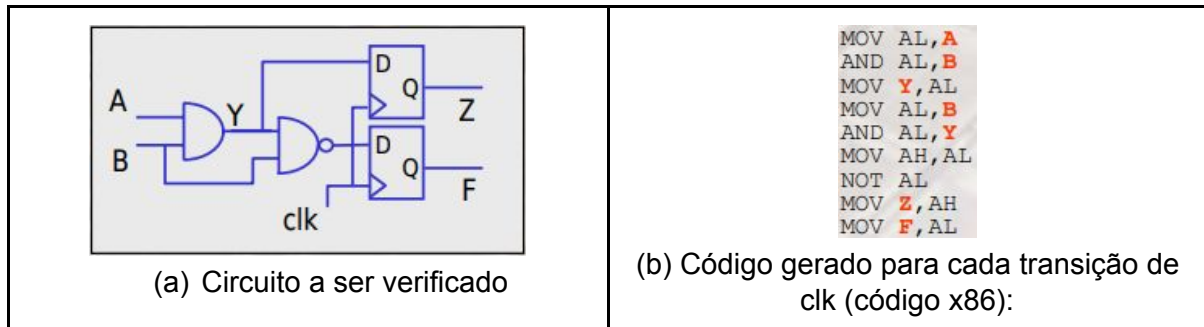 A
B
Y
D
Q
Z
D
Q
F
clk
(a) Circuito a ser verificado
MOV AL,A
AND AL,B
MOV Y,AL
MOV AL,B
AND AL,Y
MOV AH,AL
NOT AL
MOV Z,AH
MOV F,AL
(b) Código gerado para cada transição de
clk (código x86):